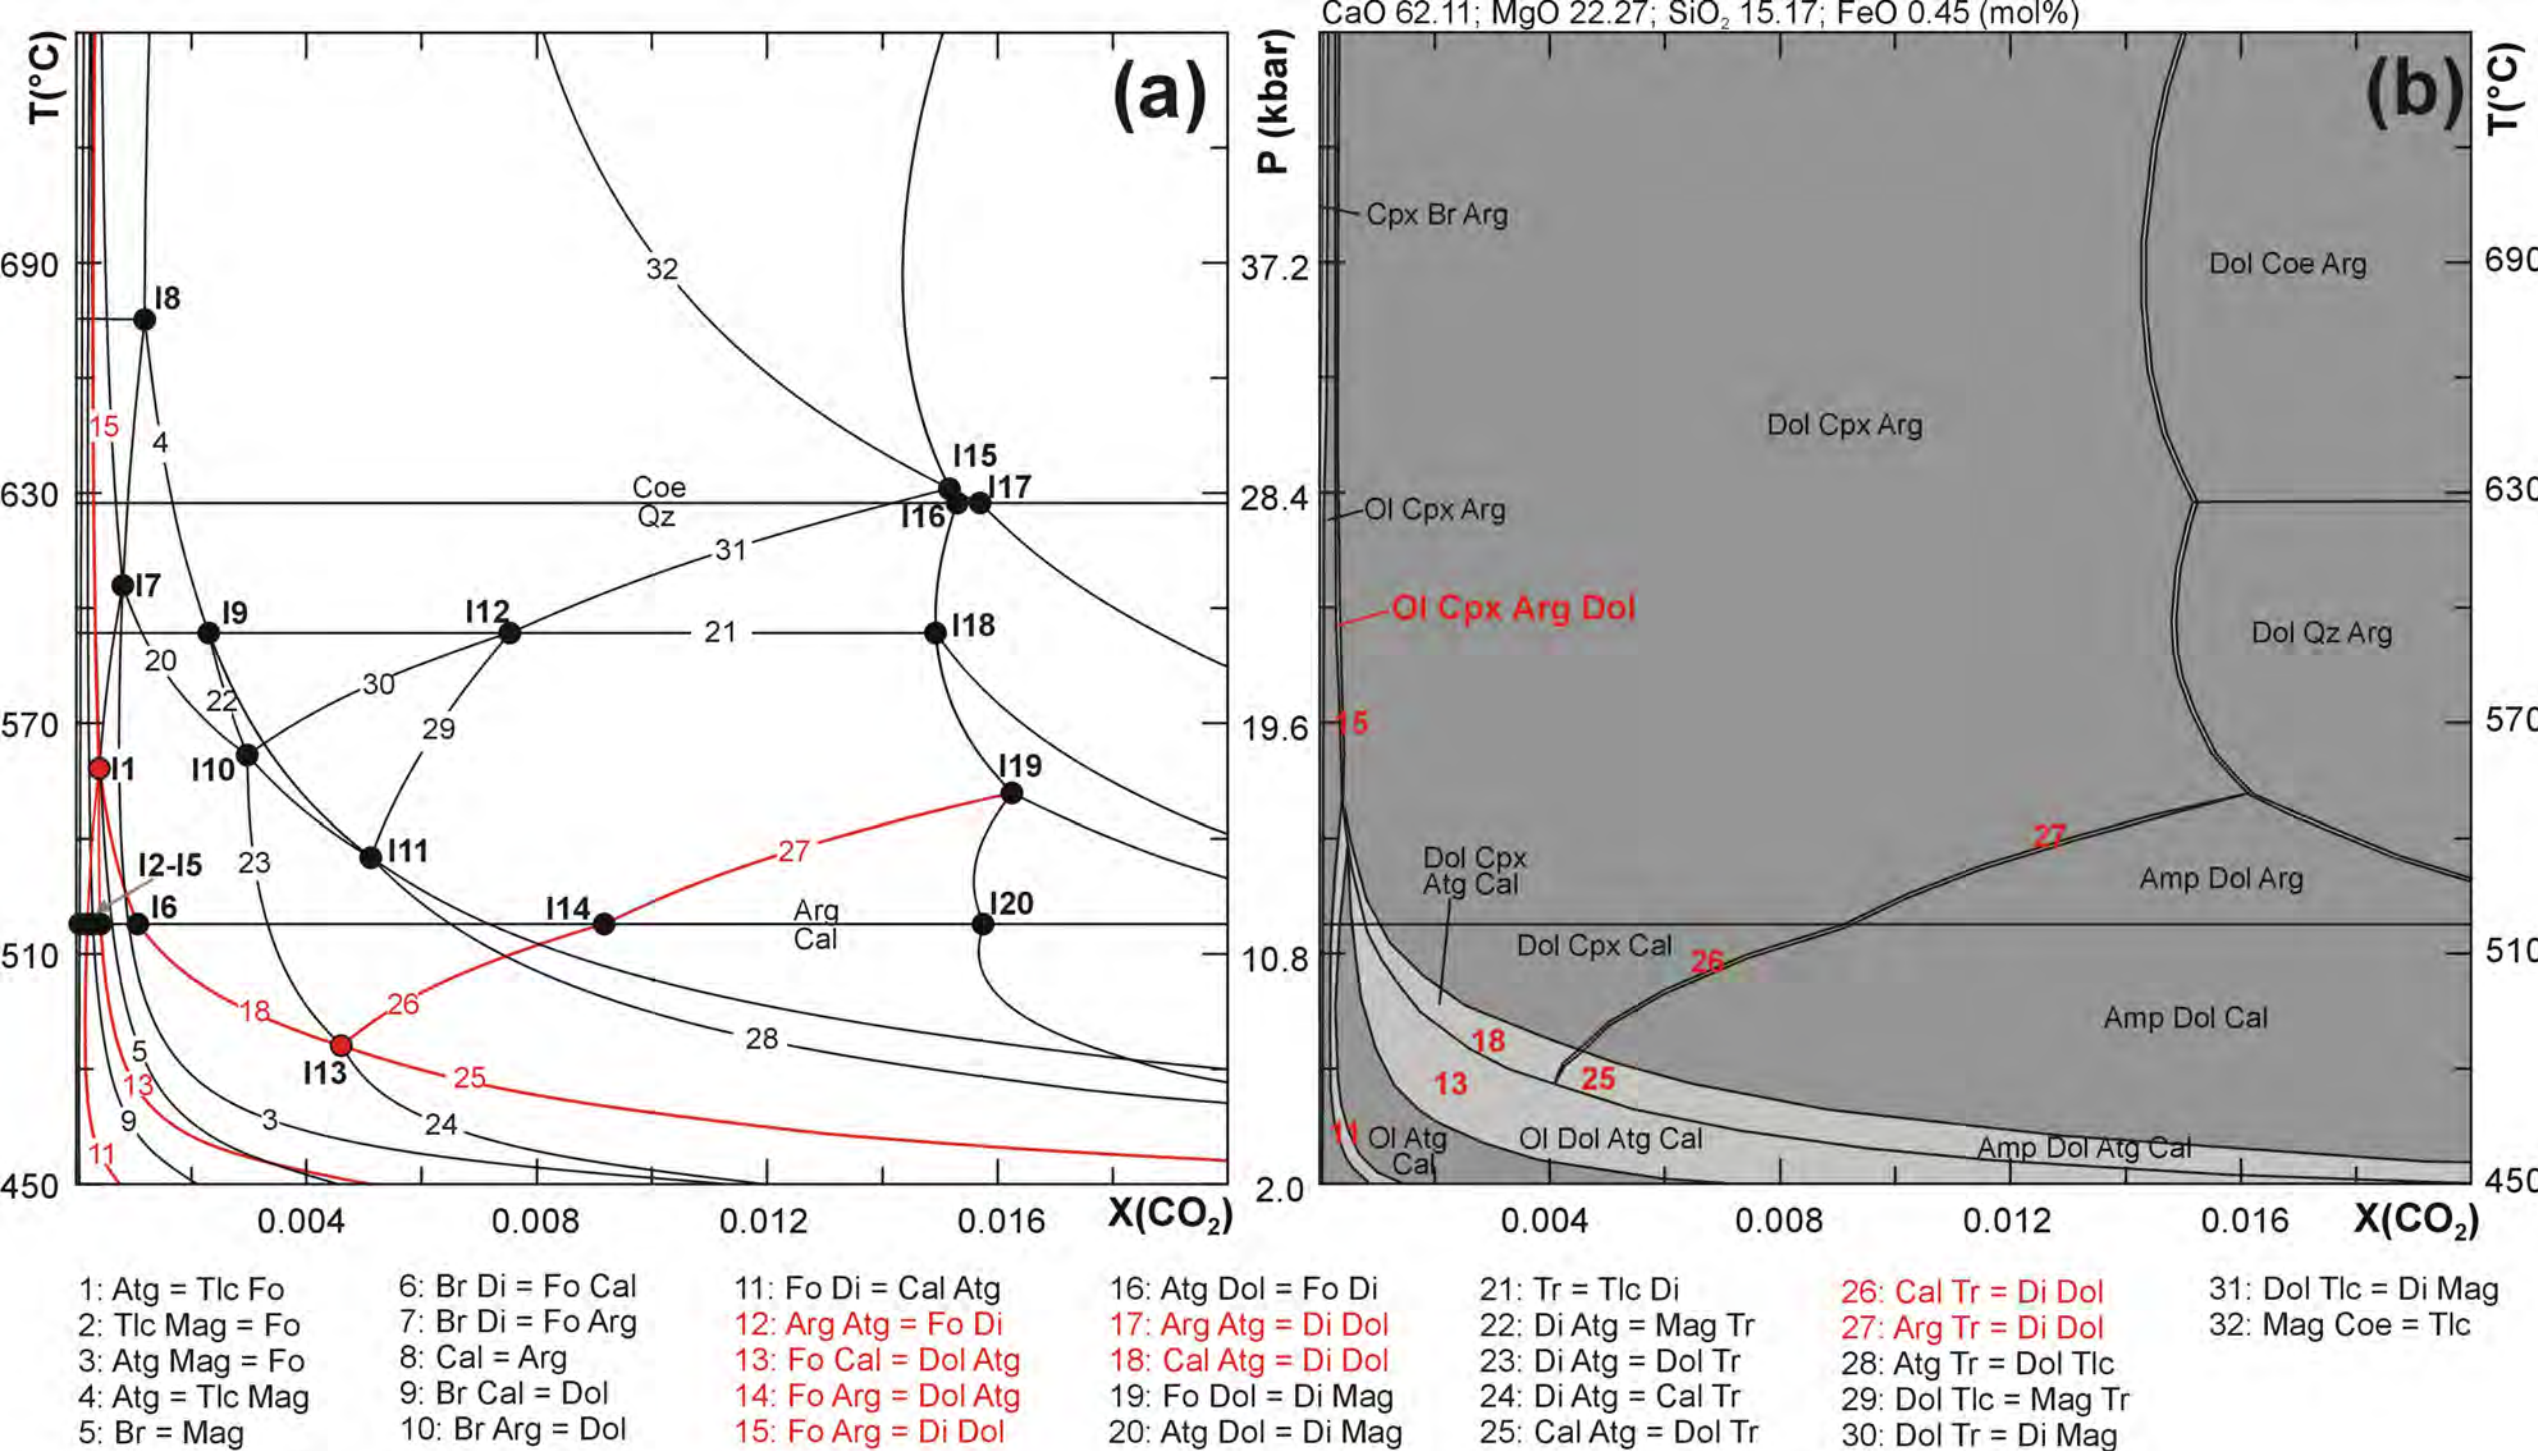 CaO 62.11; MgO 22.27; SiO₂ 15.17; FeO 0.45 (mol%)
T(°C)
(a)
690
630
570
510
450
I8
15
4
32
Coe
Qz
I15
I17
I16
31
I7
I9
I12
21
I18
20
22
30
29
I10
I1
I19
27
I11
23
I2-I5
I6
I14
Arg
Cal
I20
18
26
28
5
13
I13
25
9
3
24
11
0.004
0.008
0.012
0.016
X(CO₂)
P (kbar)
37.2
28.4
19.6
10.8
2.0
(b)
T(°C)
690
630
570
510
450
Cpx Br Arg
Dol Coe Arg
Dol Cpx Arg
Ol Cpx Arg
Ol Cpx Arg Dol
Dol Qz Arg
15
27
Dol Cpx
Atg Cal
Amp Dol Arg
Dol Cpx Cal
26
Amp Dol Cal
18
13
25
11
Ol Atg
Cal
Ol Dol Atg Cal
Amp Dol Atg Cal
0.004
0.008
0.012
0.016
X(CO₂)
1: Atg = Tlc Fo
2: Tlc Mag = Fo
3: Atg Mag = Fo
4: Atg = Tlc Mag
5: Br = Mag
6: Br Di = Fo Cal
7: Br Di = Fo Arg
8: Cal = Arg
9: Br Cal = Dol
10: Br Arg = Dol
11: Fo Di = Cal Atg
12: Arg Atg = Fo Di
13: Fo Cal = Dol Atg
14: Fo Arg = Dol Atg
15: Fo Arg = Di Dol
16: Atg Dol = Fo Di
17: Arg Atg = Di Dol
18: Cal Atg = Di Dol
19: Fo Dol = Di Mag
20: Atg Dol = Di Mag
21: Tr = Tlc Di
22: Di Atg = Mag Tr
23: Di Atg = Dol Tr
24: Di Atg = Cal Tr
25: Cal Atg = Dol Tr
26: Cal Tr = Di Dol
27: Arg Tr = Di Dol
28: Atg Tr = Dol Tlc
29: Dol Tlc = Mag Tr
30: Dol Tr = Di Mag
31: Dol Tlc = Di Mag
32: Mag Coe = Tlc